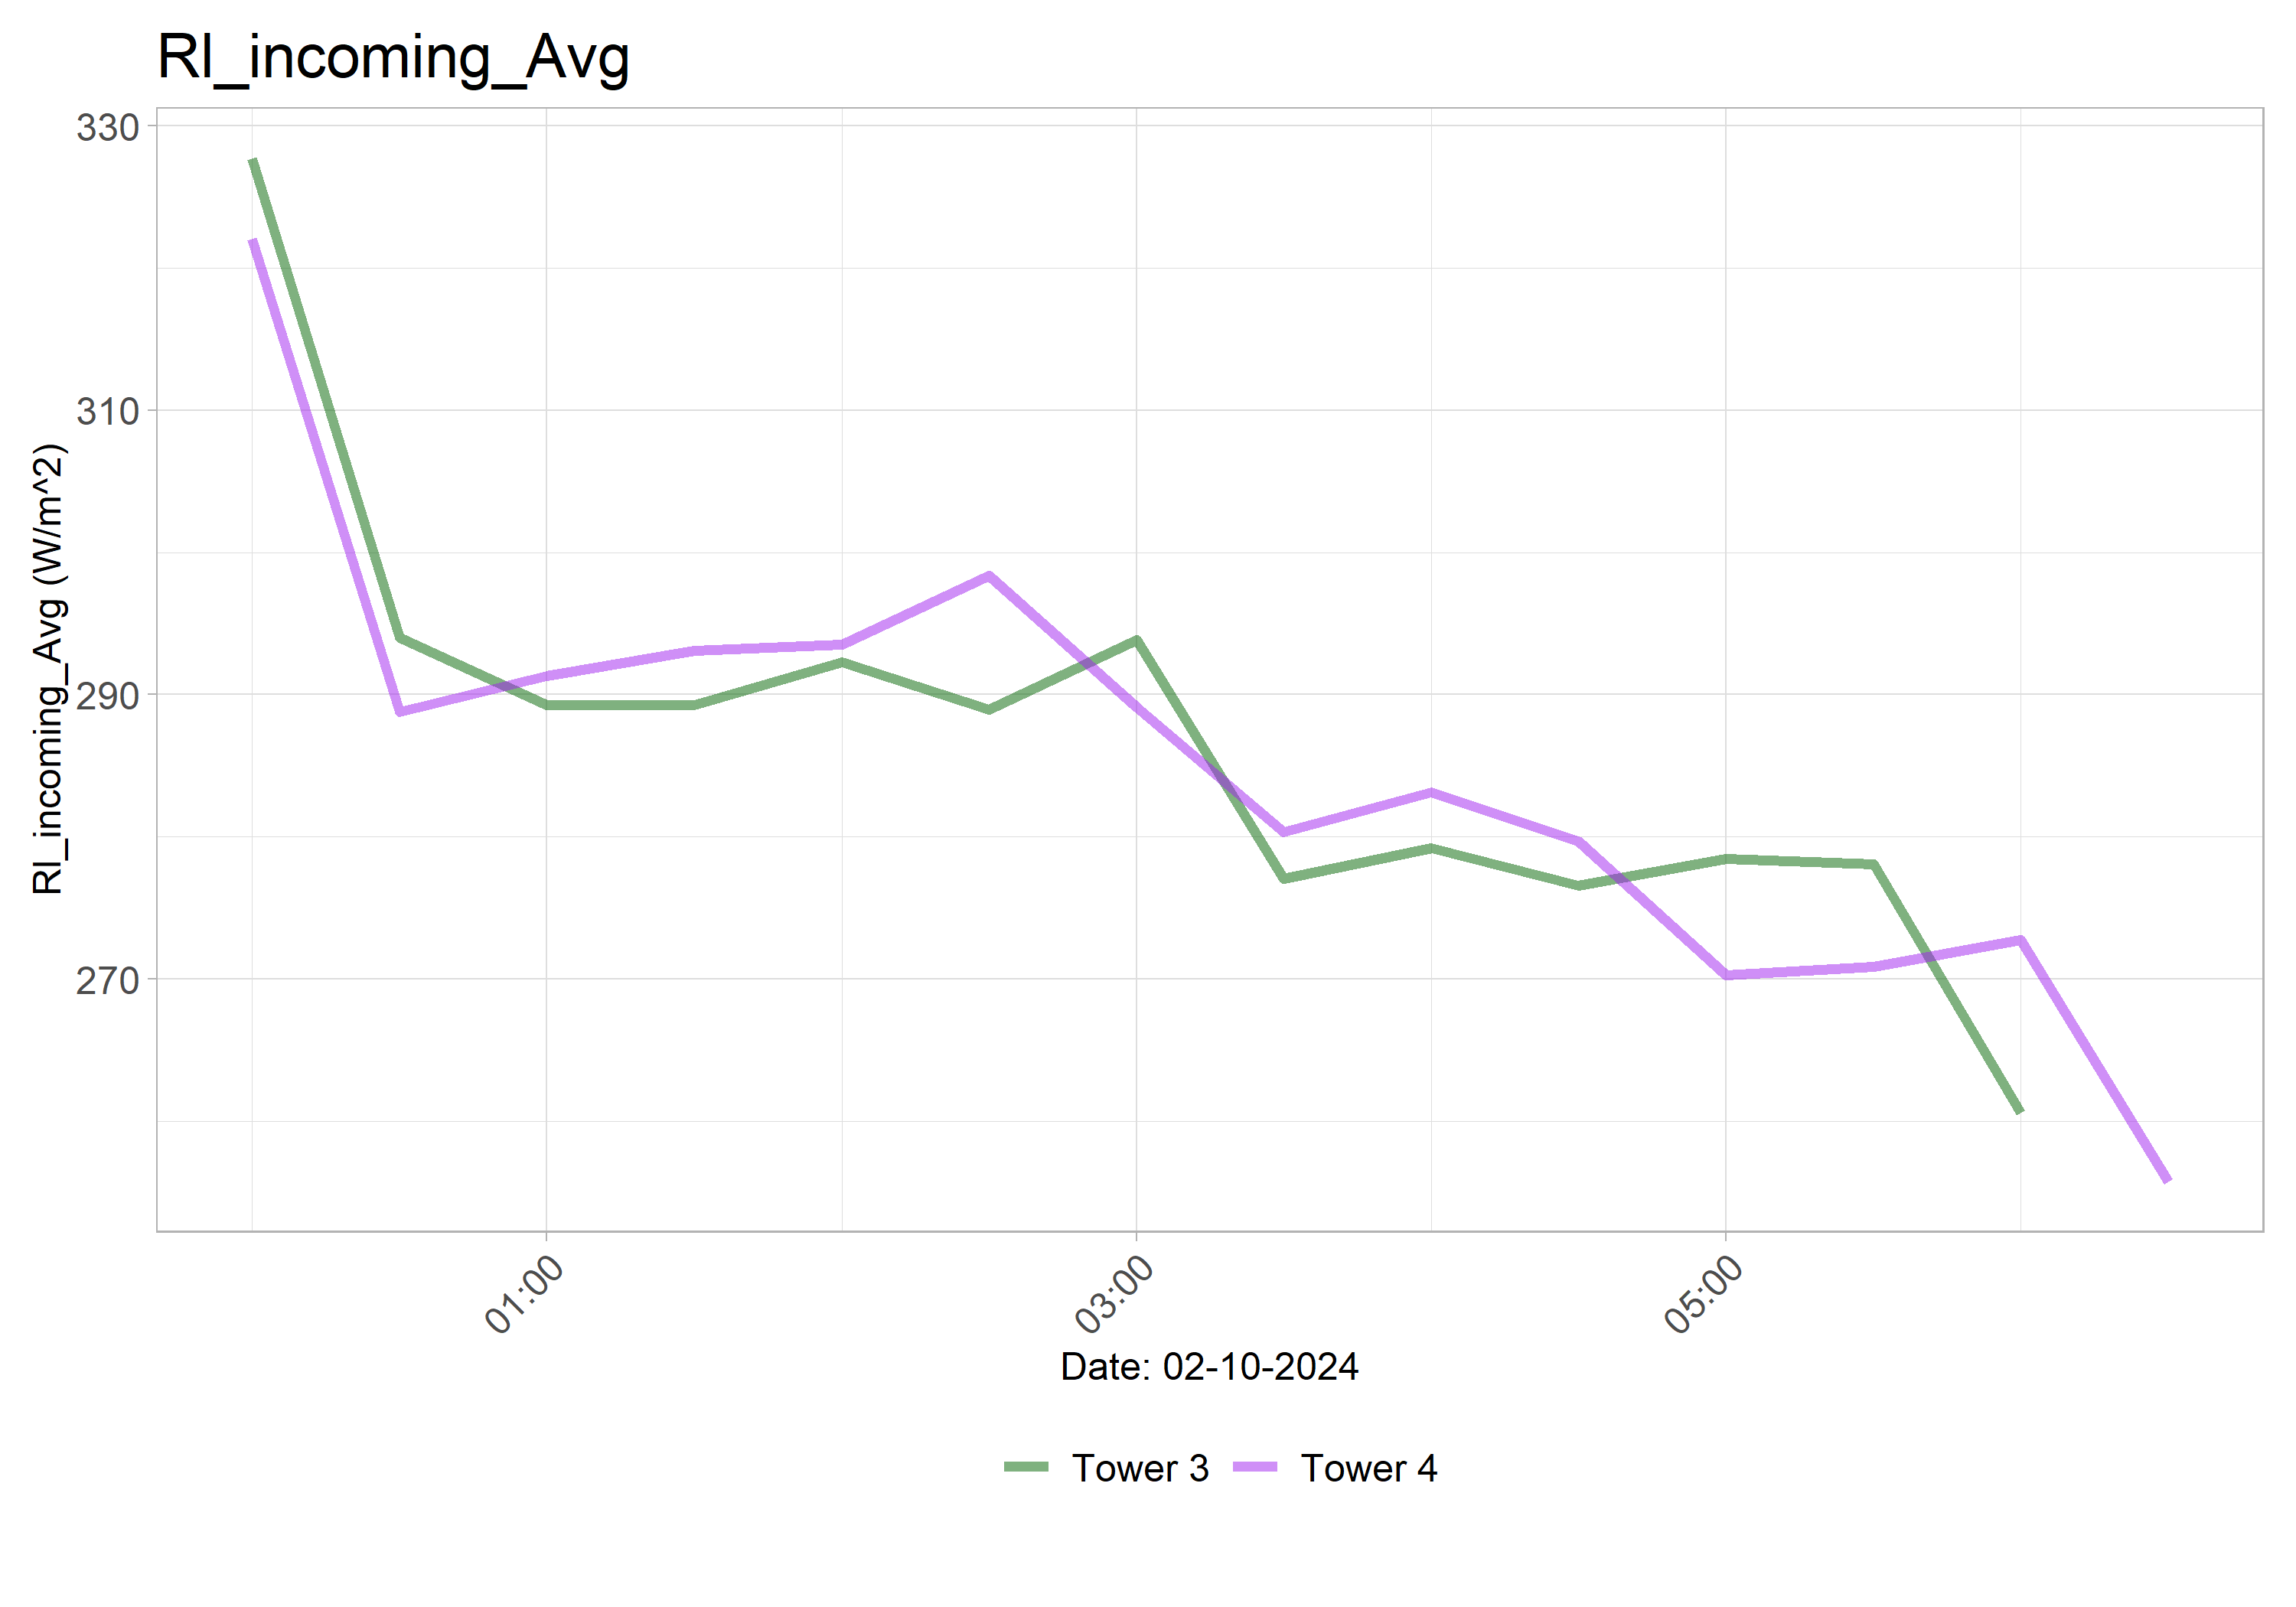 Rl_incoming_Avg
Rl_incoming_Avg (W/m^2)
330
310
290
270
01:00 03:00 05:00
Date: 02-10-2024
Tower 3 Tower 4